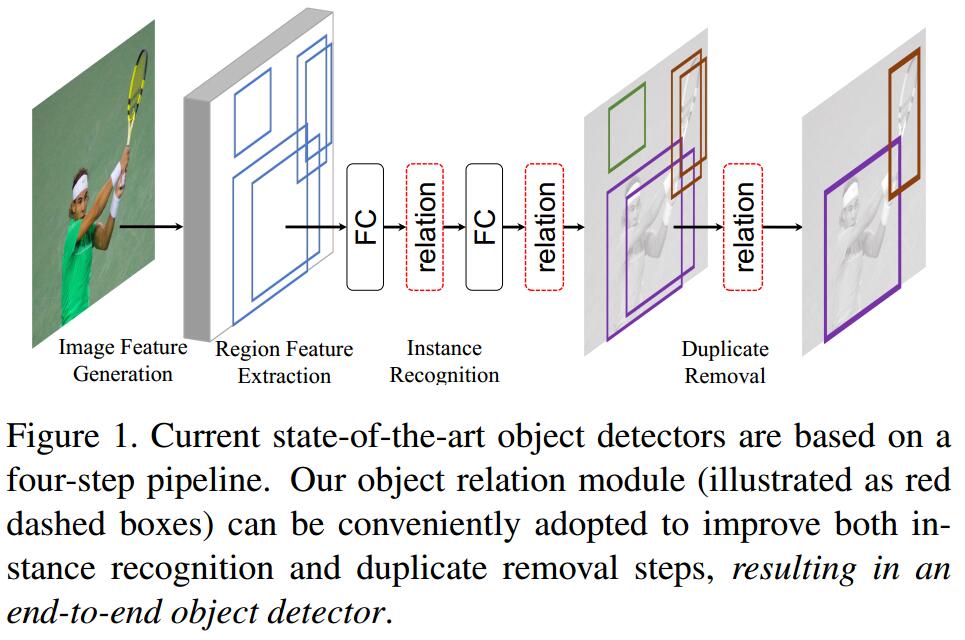 FC
relation
FC
relation
relation
Image Feature
Generation
Region Feature
Extraction
Instance
Recognition
Duplicate
Removal
Figure 1. Current state-of-the-art object detectors are based on a
four-step pipeline. Our object relation module (illustrated as red
dashed boxes) can be conveniently adopted to improve both in-
stance recognition and duplicate removal steps, resulting in an
end-to-end object detector.